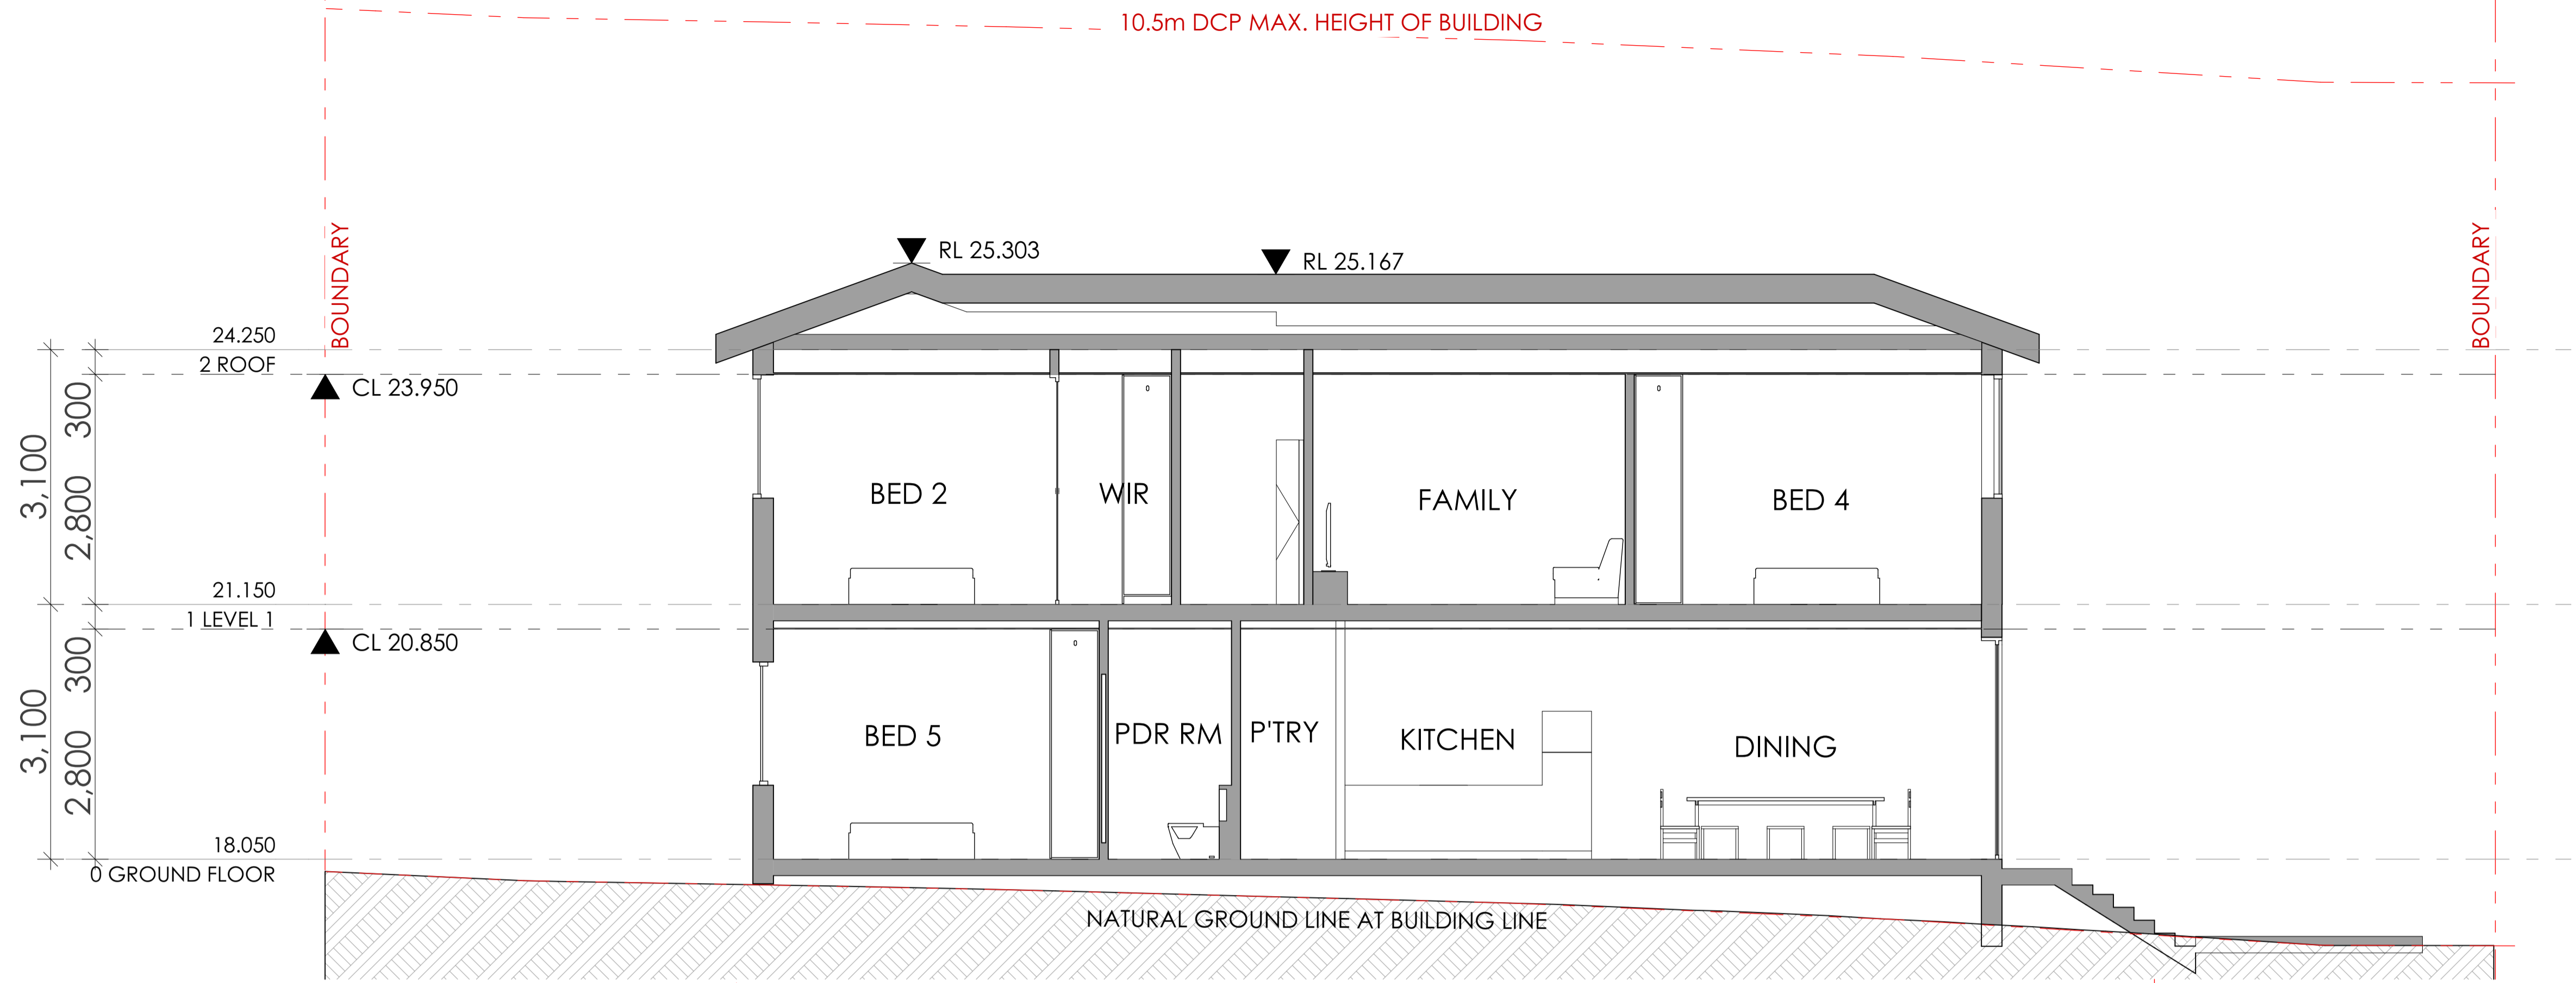 10.5m DCP MAX. HEIGHT OF BUILDING
BOUNDARY
BOUNDARY
RL 25.303
RL 25.167
24.250
2 ROOF
CL 23.950
300
3,100
2,800
BED 2
WIR
FAMILY
BED 4
21.150
1 LEVEL 1
CL 20.850
300
3,100
2,800
BED 5
PDR RM
P'TRY
KITCHEN
DINING
18.050
0 GROUND FLOOR
NATURAL GROUND LINE AT BUILDING LINE